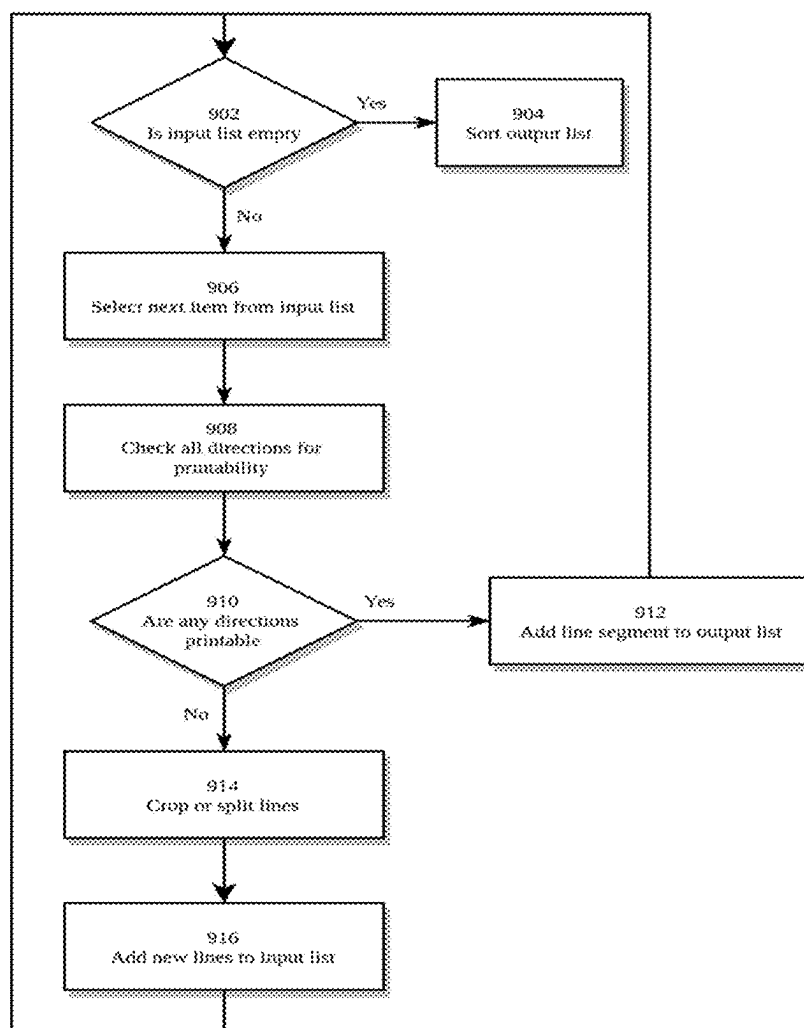 902
Is input list empty
Yes
904
Sort output list
No
906
Select next item from input list
908
Check all directions for
printability
910
Are any directions
printable
Yes
912
Add line segment to output list
No
914
Crop or split lines
916
Add new lines to input list